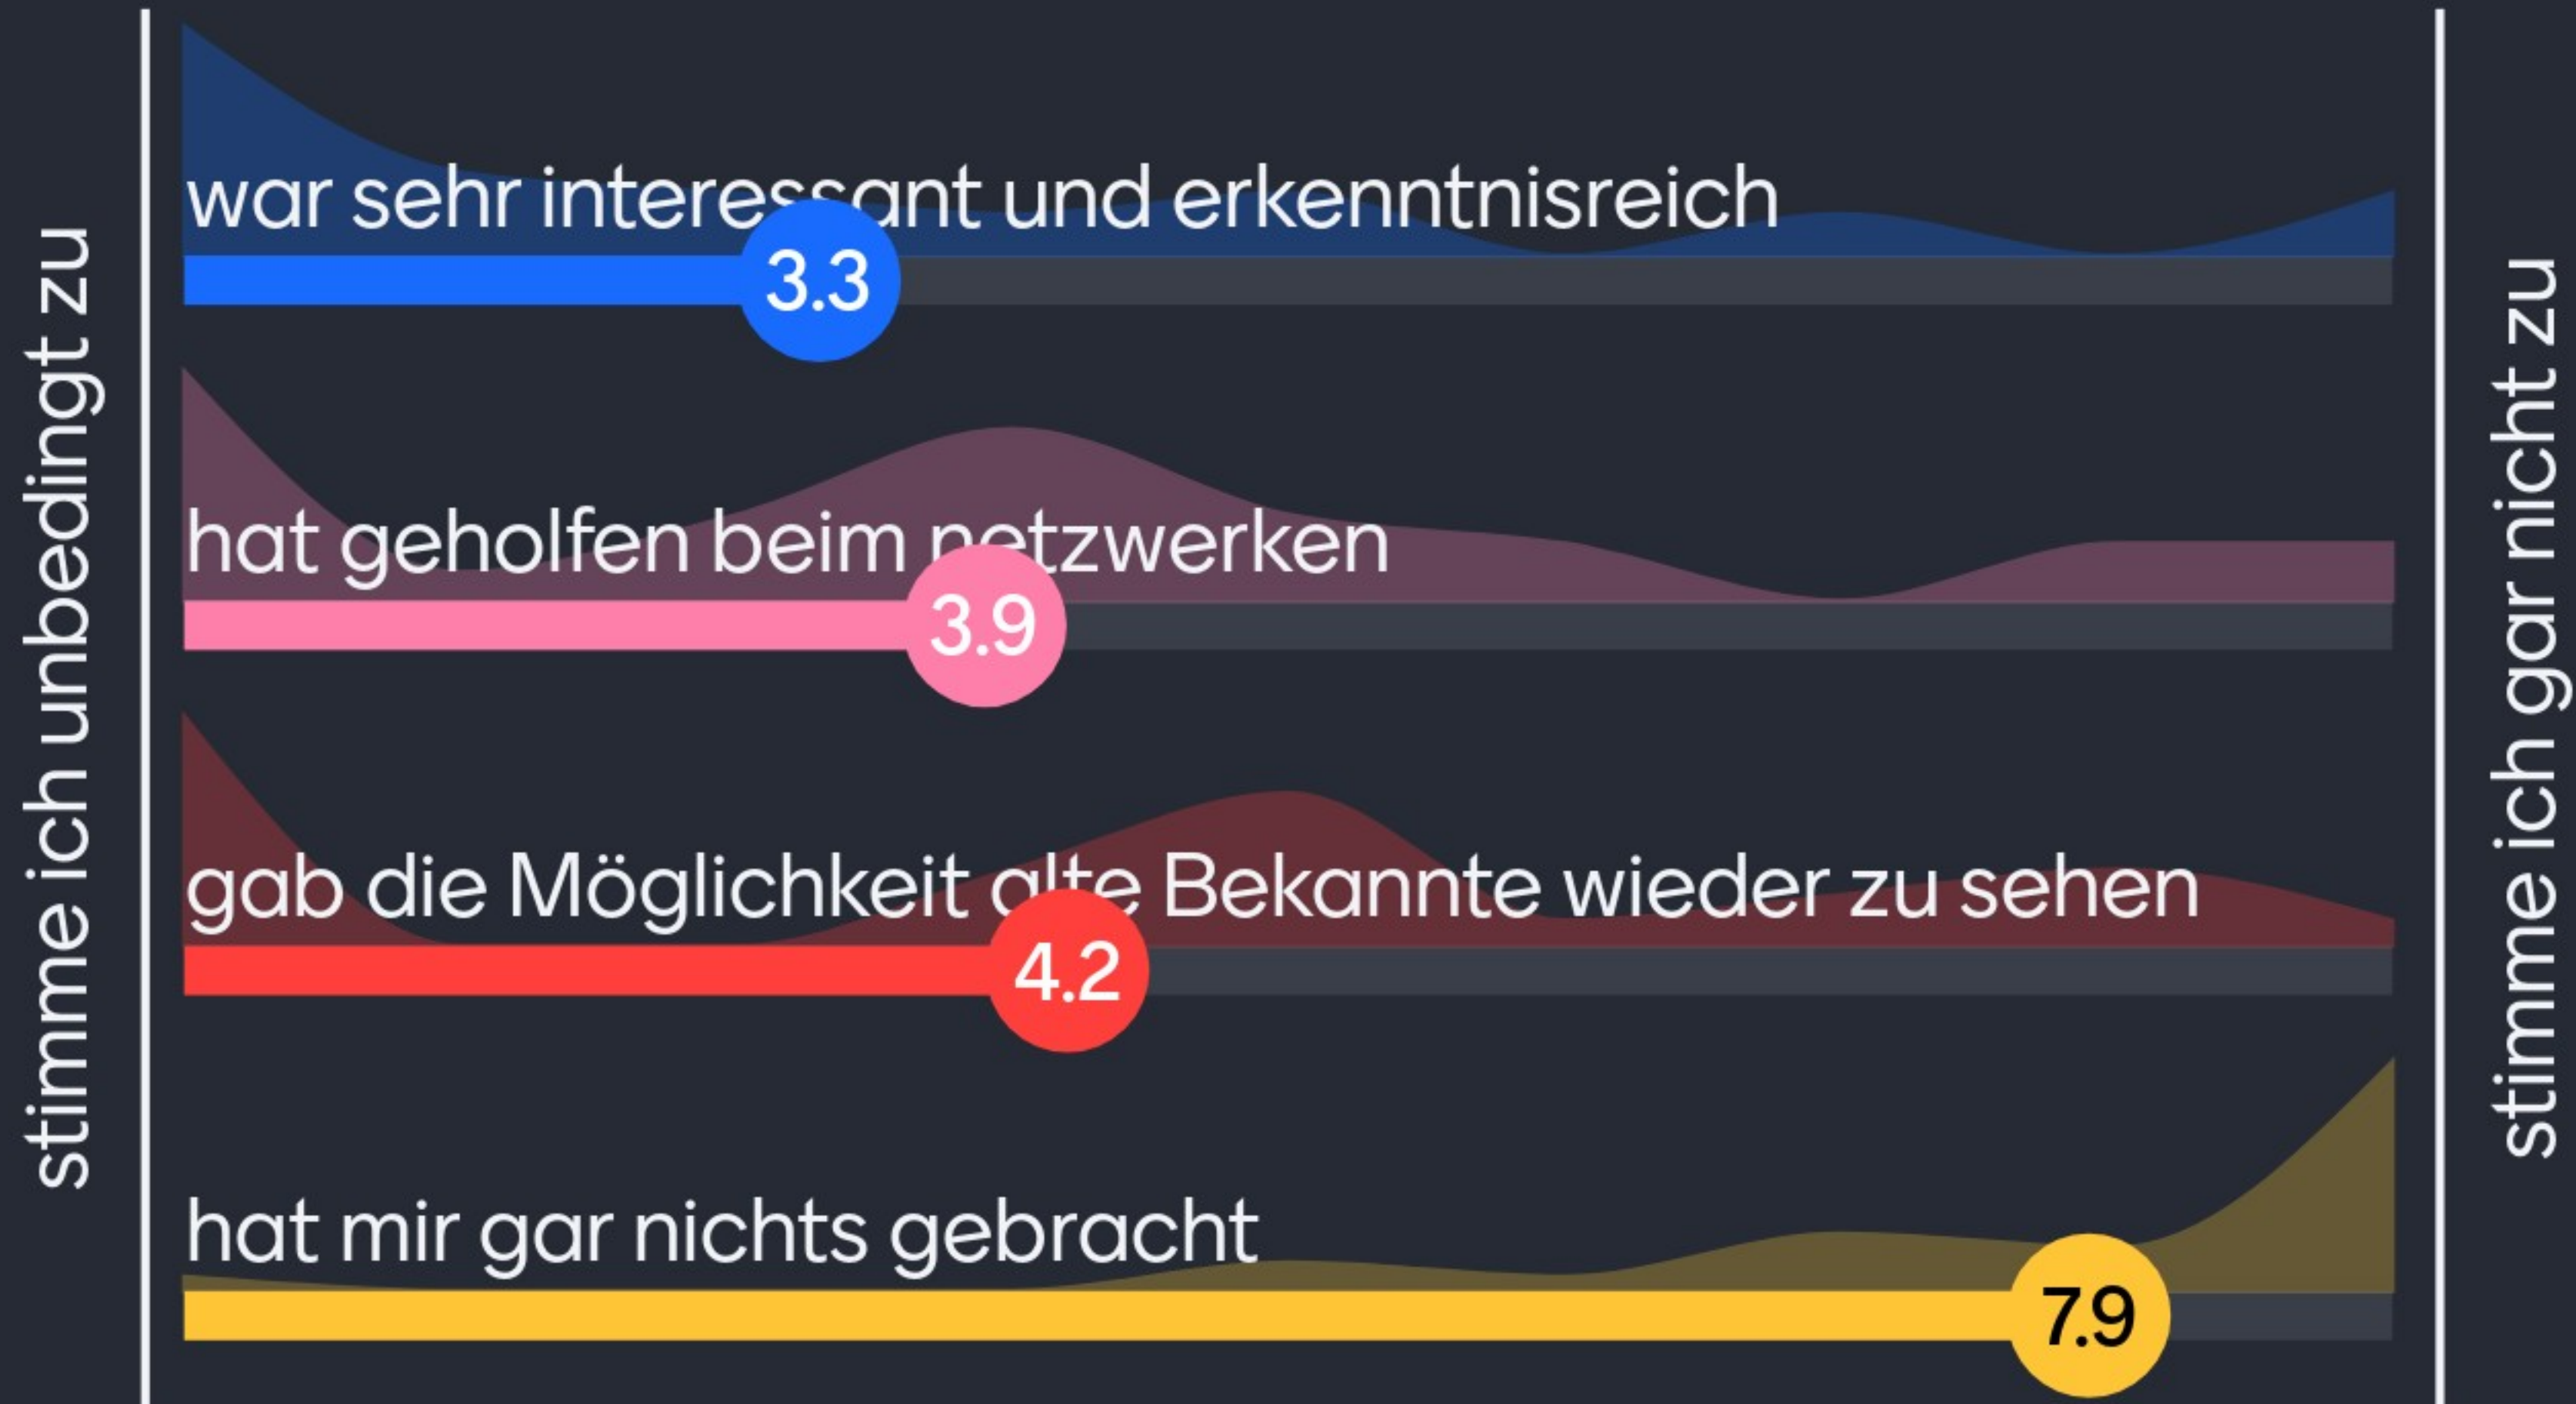 stimme ich unbedingt zu
war sehr interessant und erkenntnisreich
3.3
hat geholfen beim netzwerken
3.9
gab die Möglichkeit alte Bekannte wieder zu sehen
4.2
hat mir gar nichts gebracht
7.9
stimme ich gar nicht zu